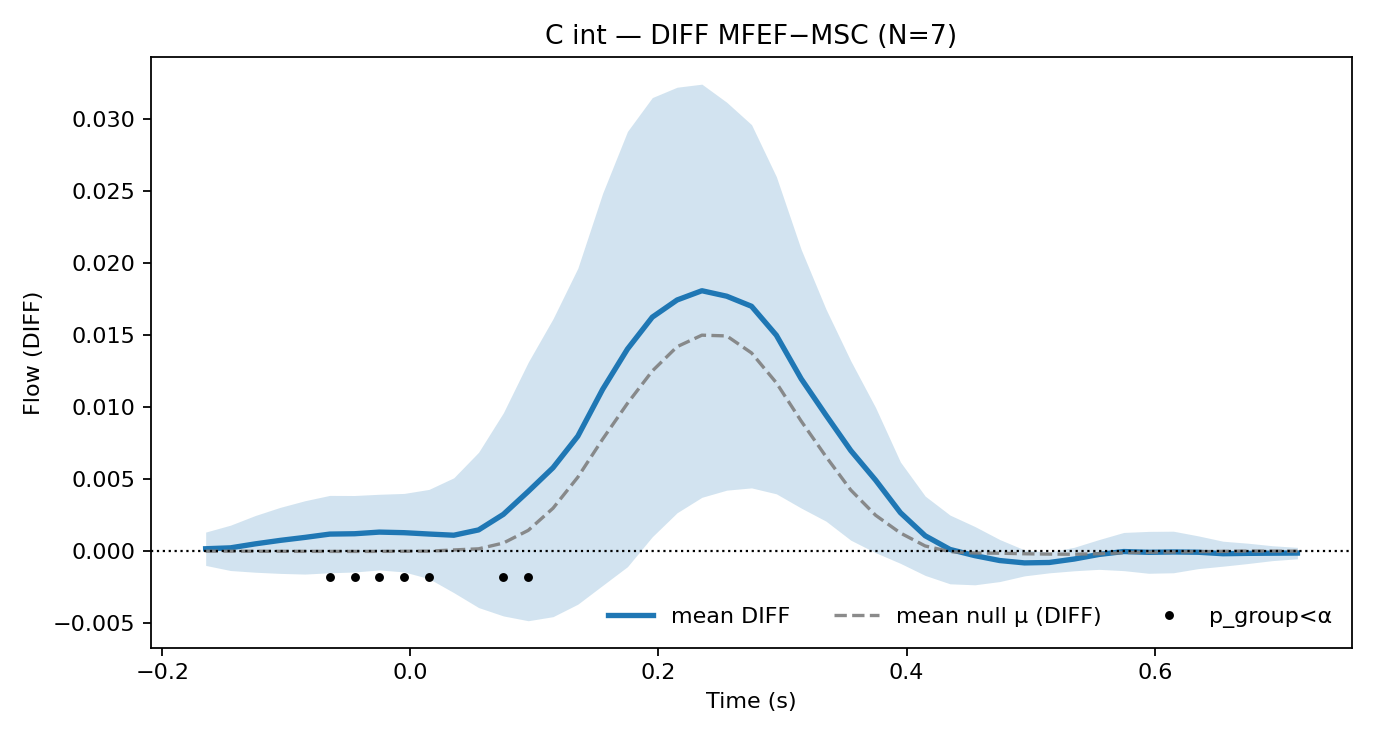 C int — DIFF MFEF−MSC (N=7)
Flow (DIFF)
0.030
0.025
0.020
0.015
0.010
0.005
0.000
−0.005
mean DIFF
mean null μ (DIFF)
p_group<α
−0.2
0.0
0.2
0.4
0.6
Time (s)